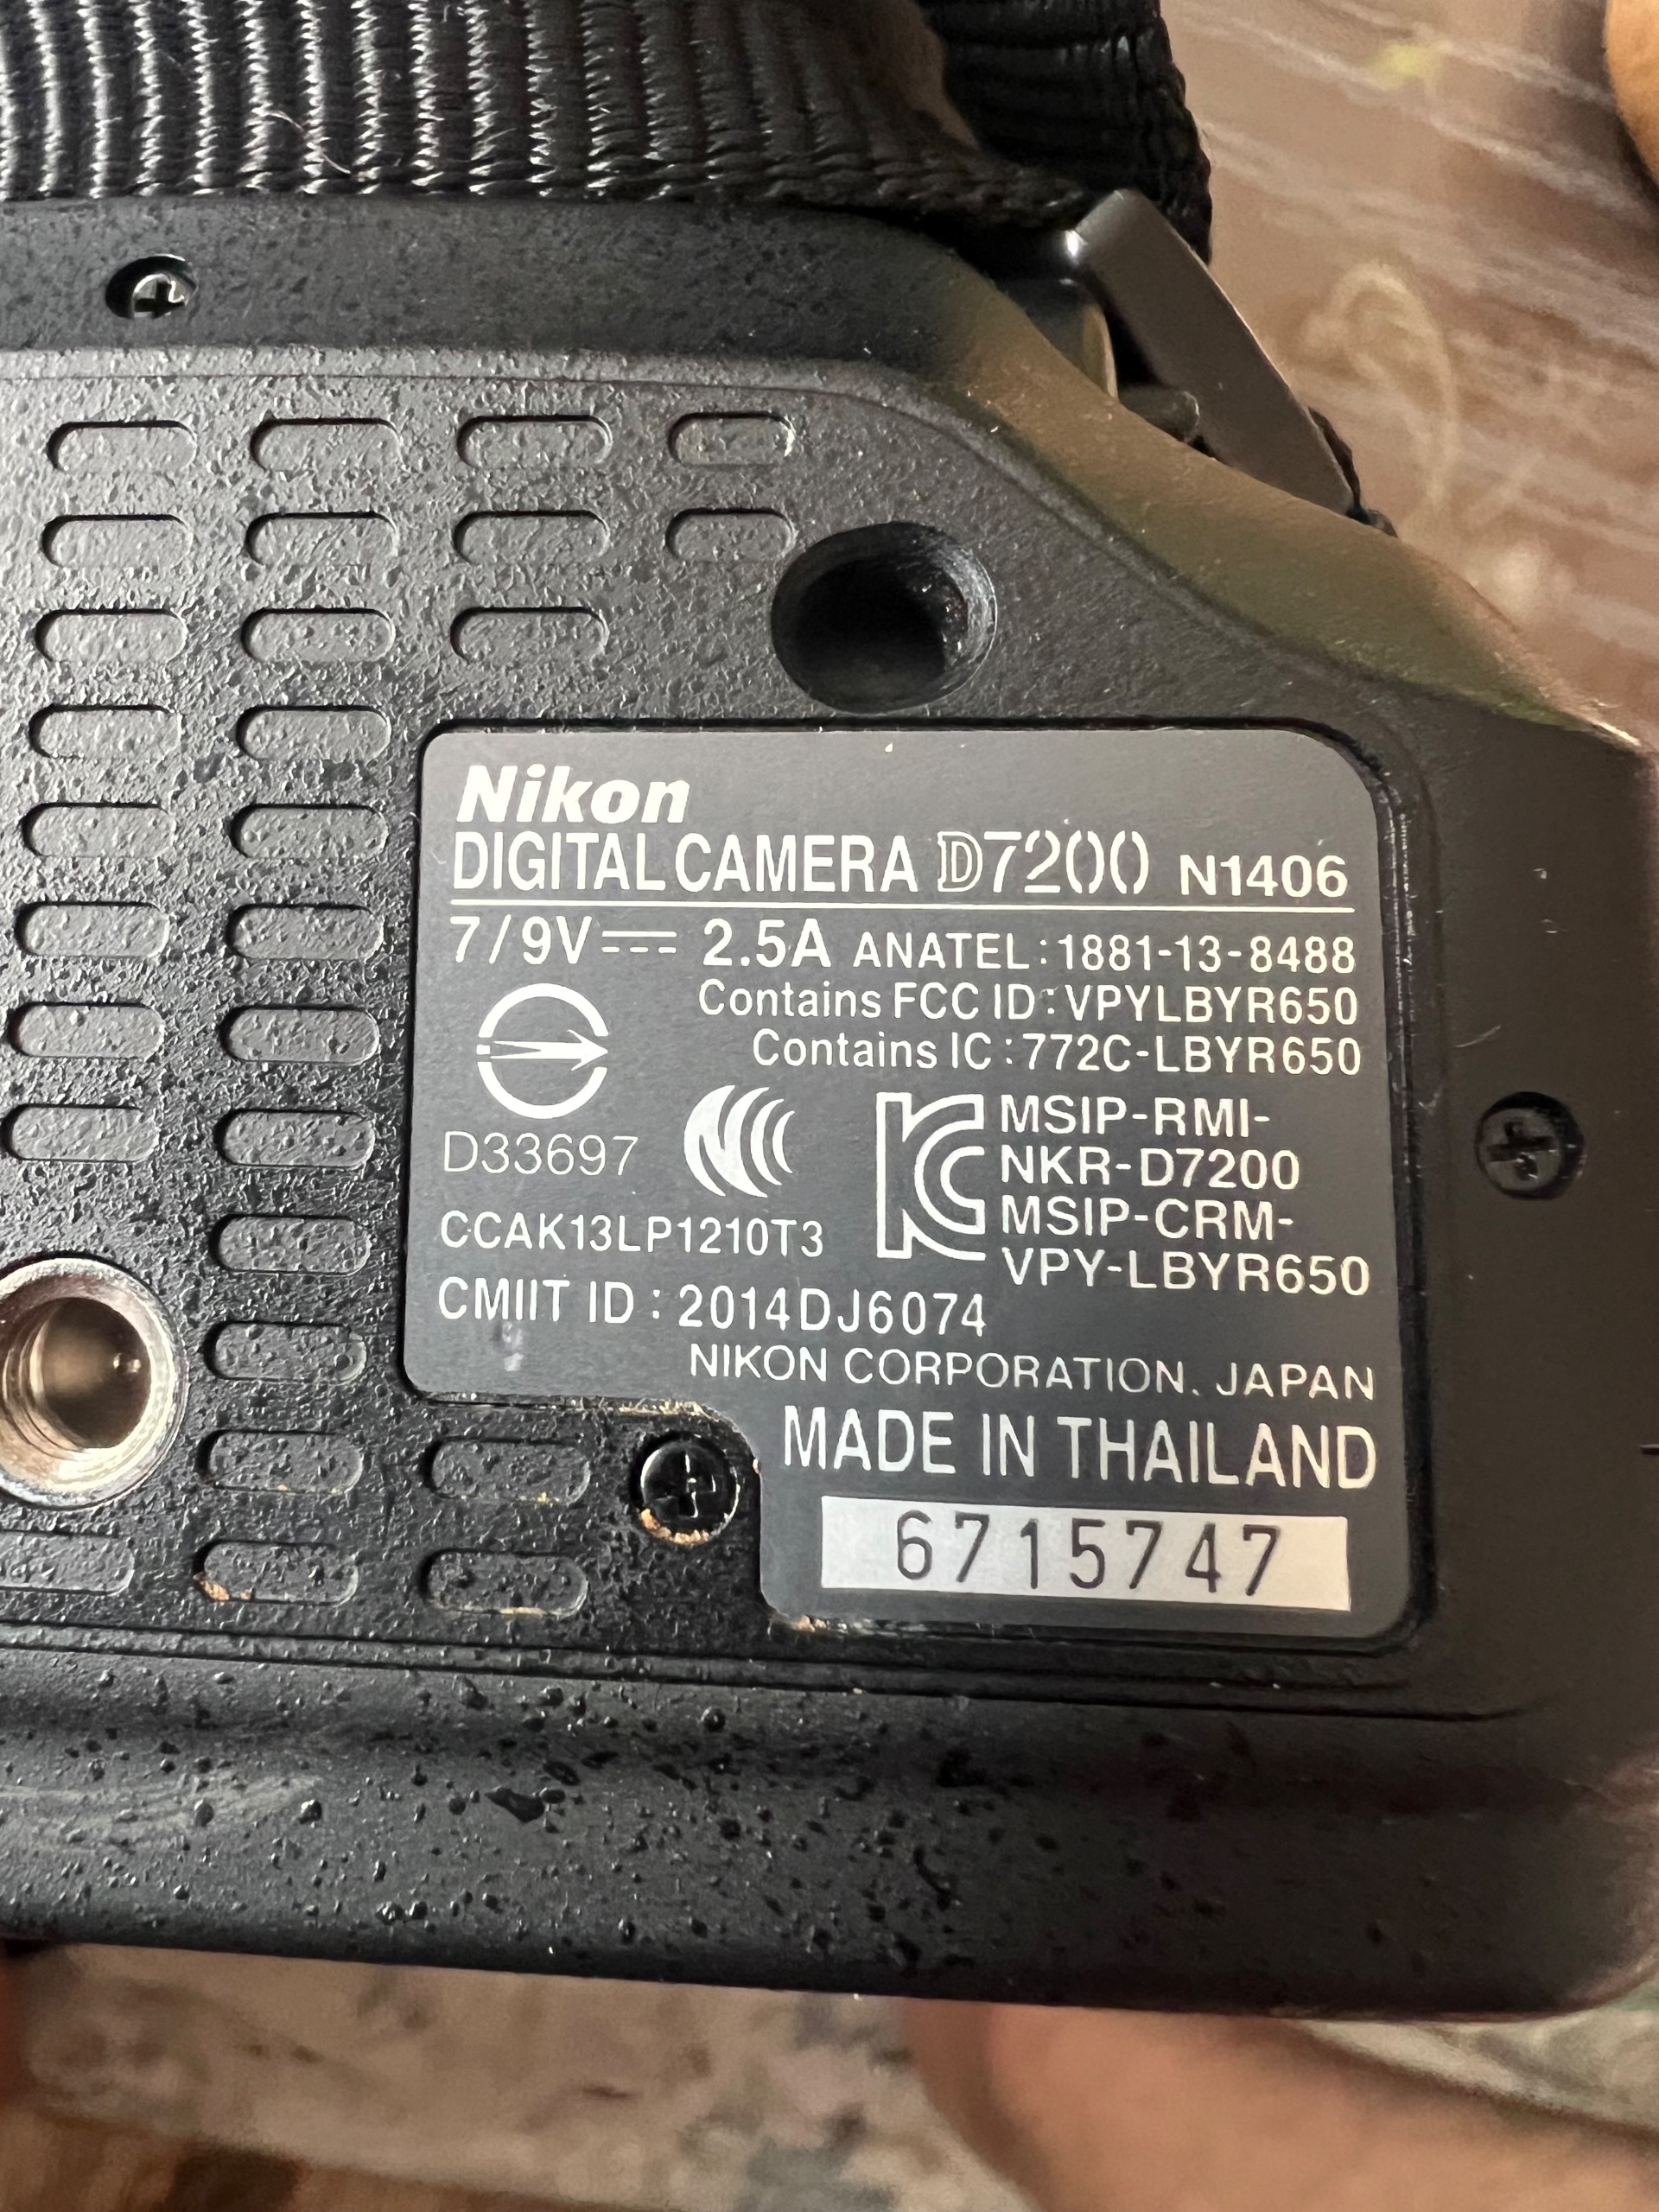 Nikon
DIGITAL CAMERA D7200 N1406
7/9V 2.5A ANATEL:1881-13-8488
Contains FCC ID:VPYLBYR650
Contains IC:772C-LBYR650
D33697
CCAK13LP1210T3
MSIP-RMI-
NKR-D7200
MSIP-CRM-
VPY-LBYR650
CMIIT ID:2014DJ6074
NIKON CORPORATION. JAPAN
MADE IN THAILAND
6715747